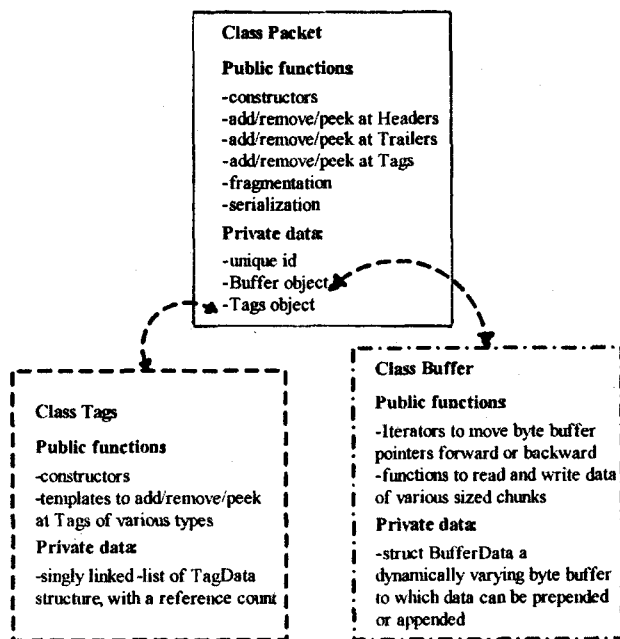 Class Packet
Public functions
-constructors
-add/remove/peek at Headers
-add/remove/peek at Trailers
-add/remove/peek at Tags
-fragmentation
-serialization
Private data:
-unique id
-Buffer object
-Tags object
Class Tags
Public functions
-constructors
-templates to add/remove/peek
at Tags of various types
Private data:
-singly linked -list of TagData
structure, with a reference count
Class Buffer
Public functions
-Iterators to move byte buffer
pointers forward or backward
-functions to read and write data
of various sized chunks
Private data:
-struct BufferData a
dynamically varying byte buffer
to which data can be prepended
or appended